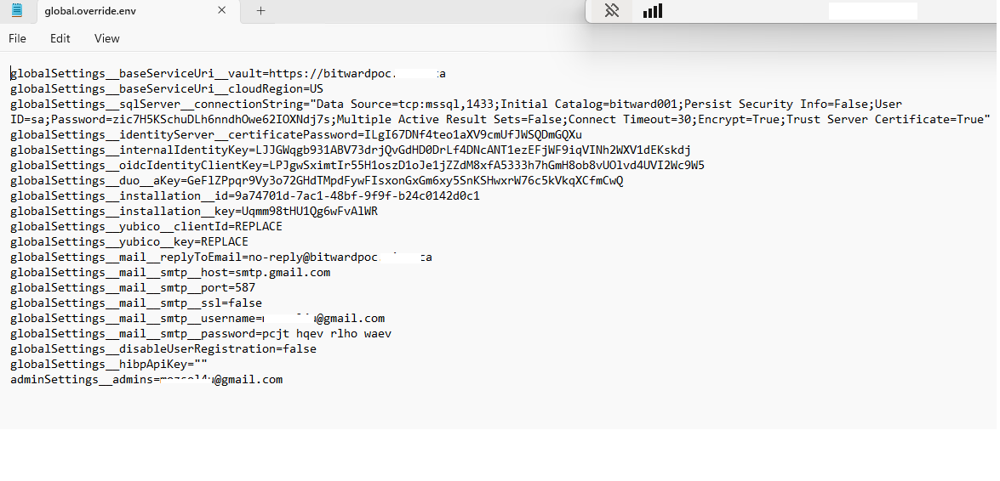 global.override.env
File Edit View
globalSettings__baseServiceUri__vault=https://bitwardpoc.
globalSettings__baseServiceUri__cloudRegion=US
globalSettings__sqlServer__connectionString="Data Source=tcp:mssql,1433;Initial Catalog=bitward001;Persist Security Info=False;User
ID=sa;Password=zic7H5KSchuDLh6nndhOwe62IOXNdj7s;Multiple Active Result Sets=False;Connect Timeout=30;Encrypt=True;Trust Server Certificate=True"
globalSettings__identityServer__certificatePassword=ILgI67DNf4teo1aXV9cmUfJWSQDmGQXu
globalSettings__internalIdentityKey=LJJGWqgb931ABV73drjQvGdHD0DrLf4DNcANT1ezEFjWF9iqVINh2WXV1dEKskdj
globalSettings__oidcIdentityClientKey=LPJgwSximtIr55H1oszD1oJe1jZZdM8xfA5333h7hGmH8ob8vUOlvd4UVI2Wc9W5
globalSettings__duo__aKey=GeFlZPpqr9Vy3o72GHdTMpdFywFIsxonGxGm6xy5SnKSHwxrW76c5kVkqXCfmCwQ
globalSettings__installation__id=9a74701d-7ac1-48bf-9f9f-b24c0142d0c1
globalSettings__installation__key=Uqmm98tHU1Qg6wFvAlWR
globalSettings__yubico__clientId=REPLACE
globalSettings__yubico__key=REPLACE
globalSettings__mail__replyToEmail=no-reply@bitwardpoc. ca
globalSettings__mail__smtp__host=smtp.gmail.com
globalSettings__mail__smtp__port=587
globalSettings__mail__smtp__ssl=false
globalSettings__mail__smtp__username= @gmail.com
globalSettings__mail__smtp__password=pcjt hqev rlho waev
globalSettings__disableUserRegistration=false
globalSettings__hibpApiKey=""
adminSettings__admins= @gmail.com